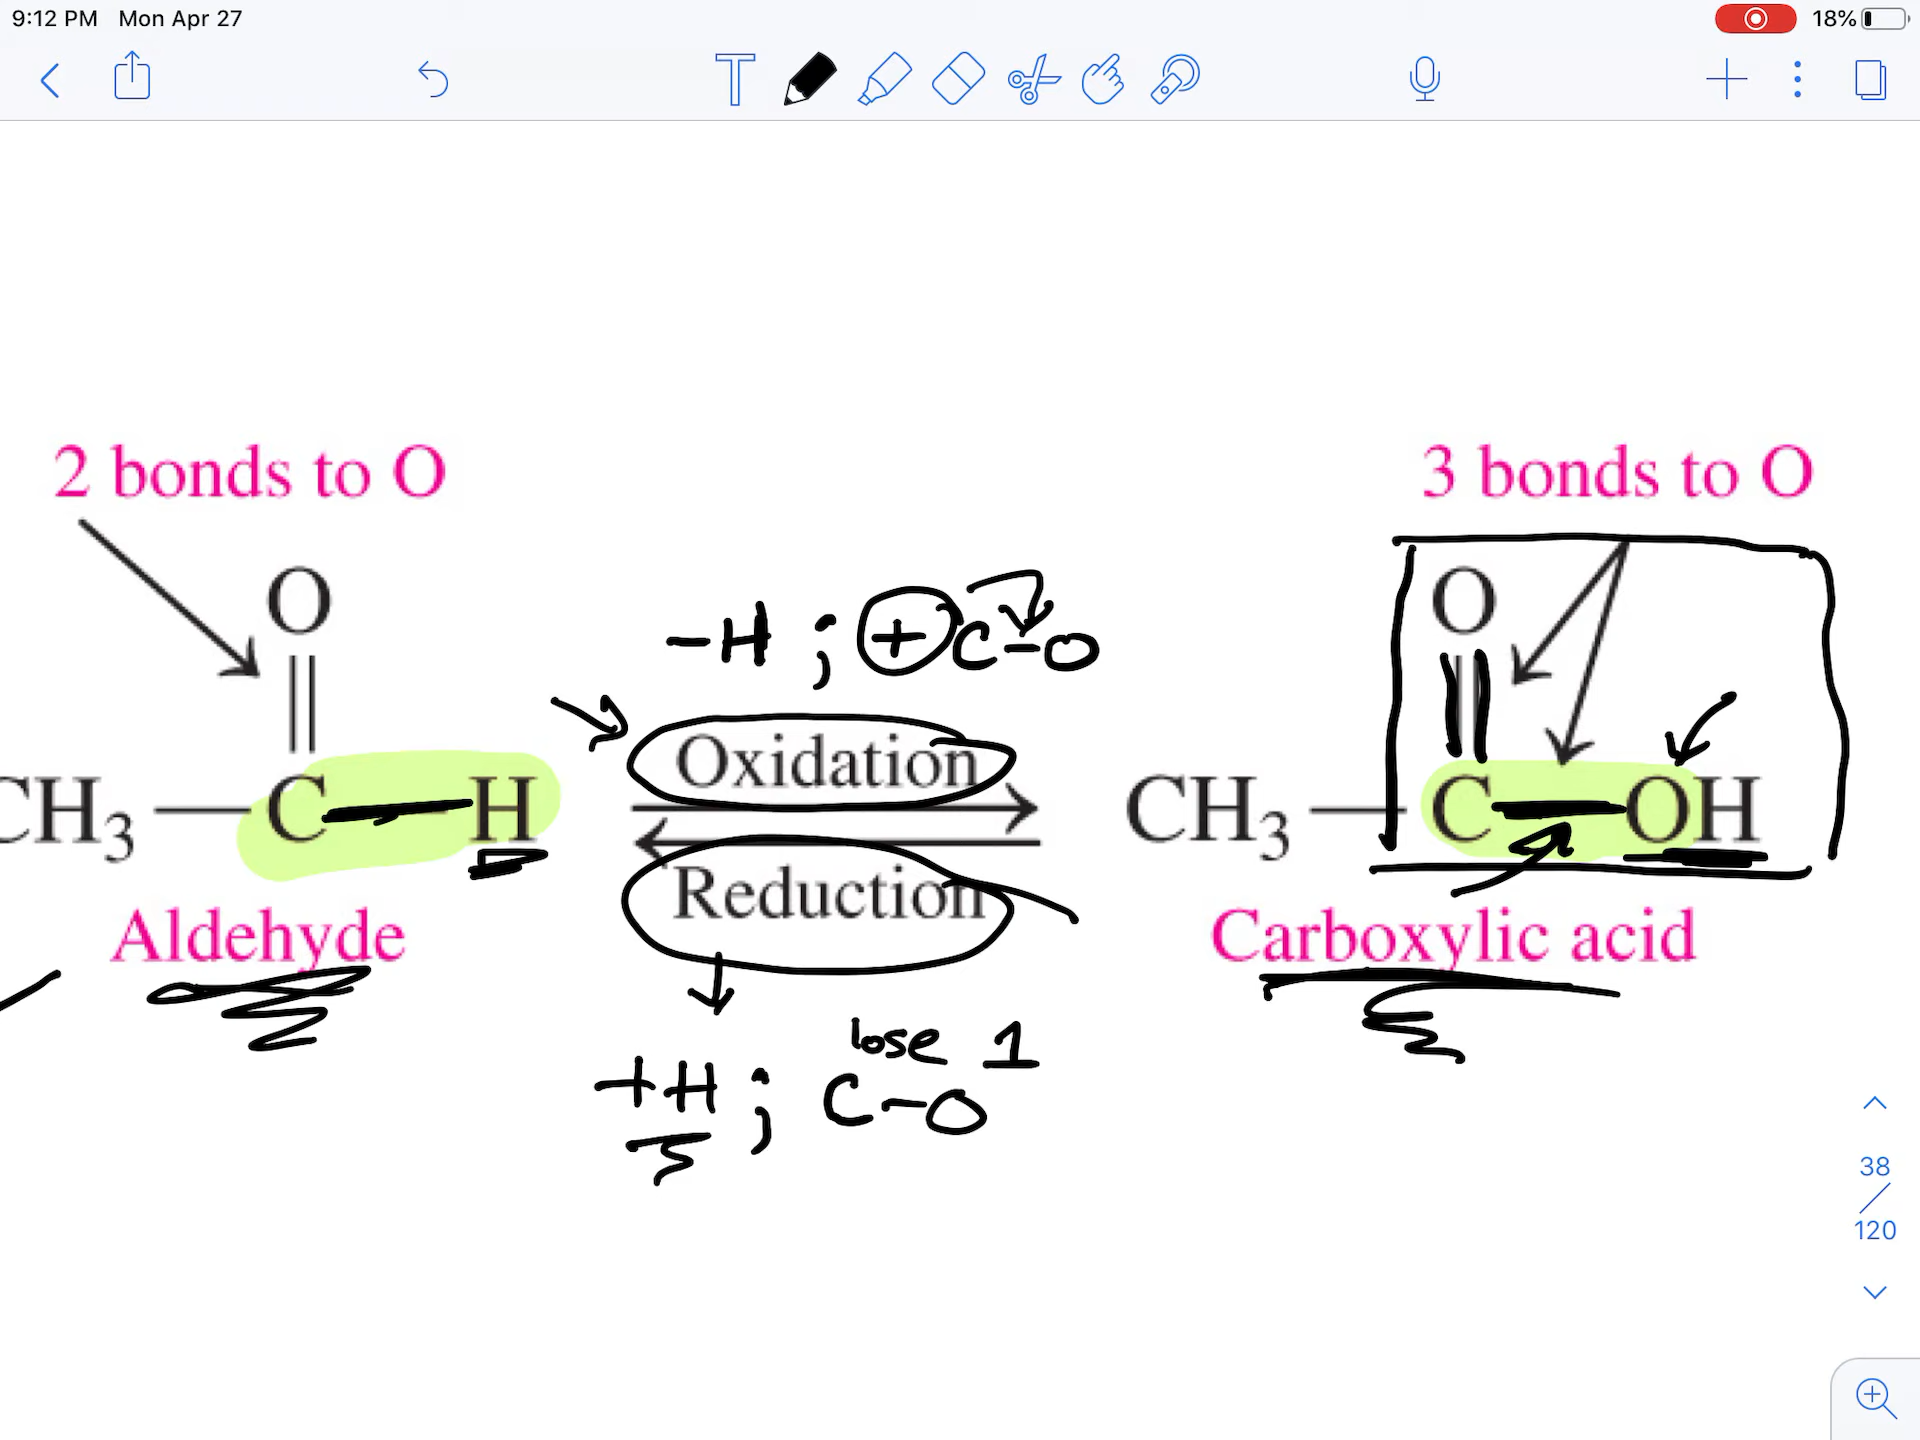 9:12 PM Mon Apr 27
18%
T
2 bonds to O
3 bonds to O
O
O
-H ; + C-O
Oxidation
CH₃ — C — H
CH₃ — C — OH
Reduction
Aldehyde
Carboxylic acid
lose 1
+H ; C-O
38
/
120